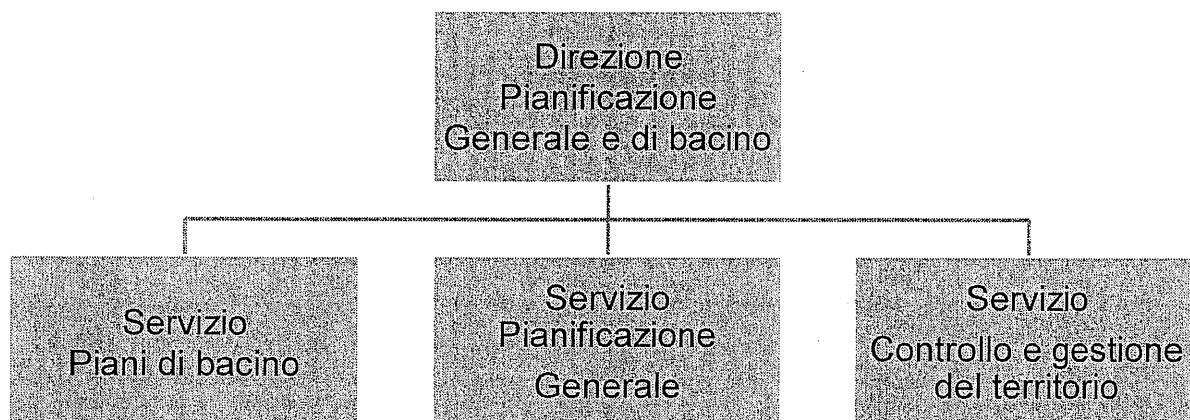 Direzione
Pianificazione
Generale e di bacino
Servizio
Piani di bacino
Servizio
Pianificazione
Generale
Servizio
Controllo e gestione
del territorio